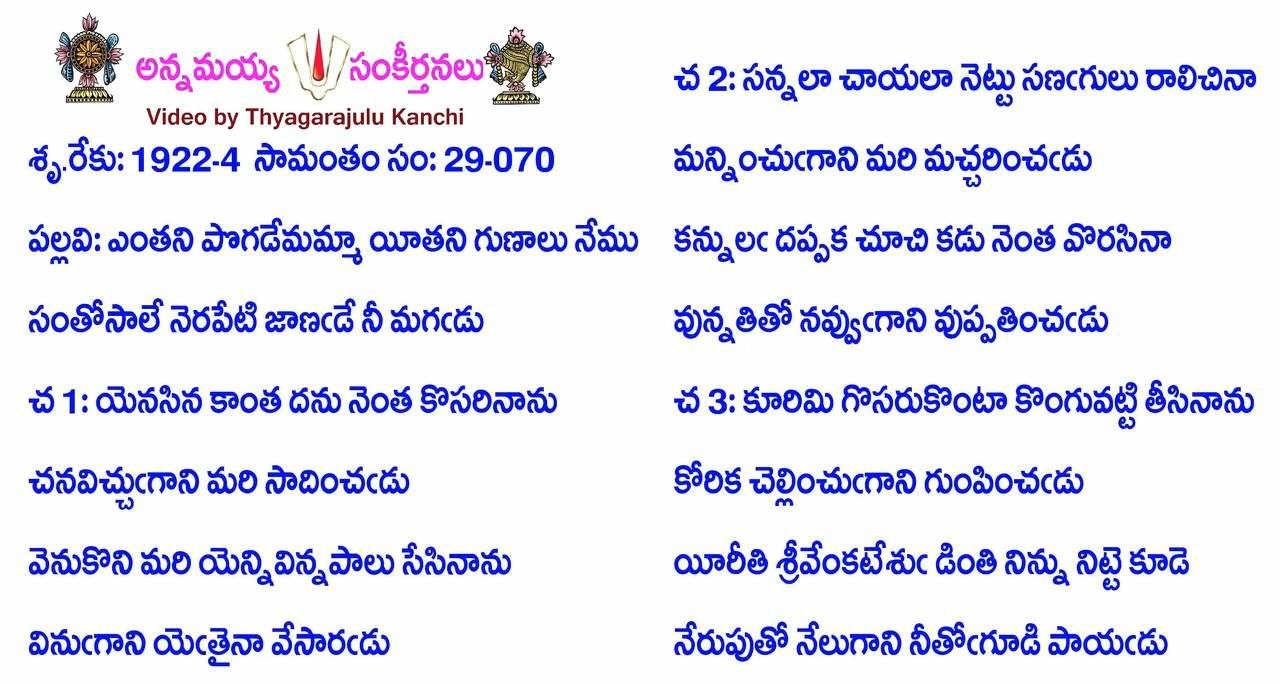 అన్నమయ్య సంకీర్తనలు
Video by Thyagarajulu Kanchi
శృ.రేకు: 1922-4 సామంతం సం: 29-070
పల్లవి: ఎంతని పొగడేమమ్మా యీతని గుణాలు నేము
సంతోసాలే నెరపేటి జాణఁడే నీ మగఁడు
చ 1: యెనసిన కాంత దను నెంత కొసరినాను
చనవిచ్చుఁగాని మరి సాదించఁడు
వెనుకొని మరి యెన్నివిన్నపాలు సేసినాను
వినుఁగాని యెఁతైనా వేసారఁడు
చ 2: సన్నలా చాయలా నెట్టు సణఁగులు రాలిచినా
మన్నించుఁగాని మరి మచ్చరించఁడు
కన్నులఁ దప్పక చూచి కడు నెంత వొరసినా
వున్నతితో నవ్వుఁగాని వుప్పతించఁడు
చ 3: కూరిమి గొసరుకొంటా కొంగువట్టి తీసినాను
కోరిక చెల్లించుఁగాని గుంపించఁడు
యీరీతి శ్రీవేంకటేశుఁ డింతి నిన్ను నిట్టె కూడె
నేరుపుతో నేలుగాని నీతోఁగూడి పాయఁడు